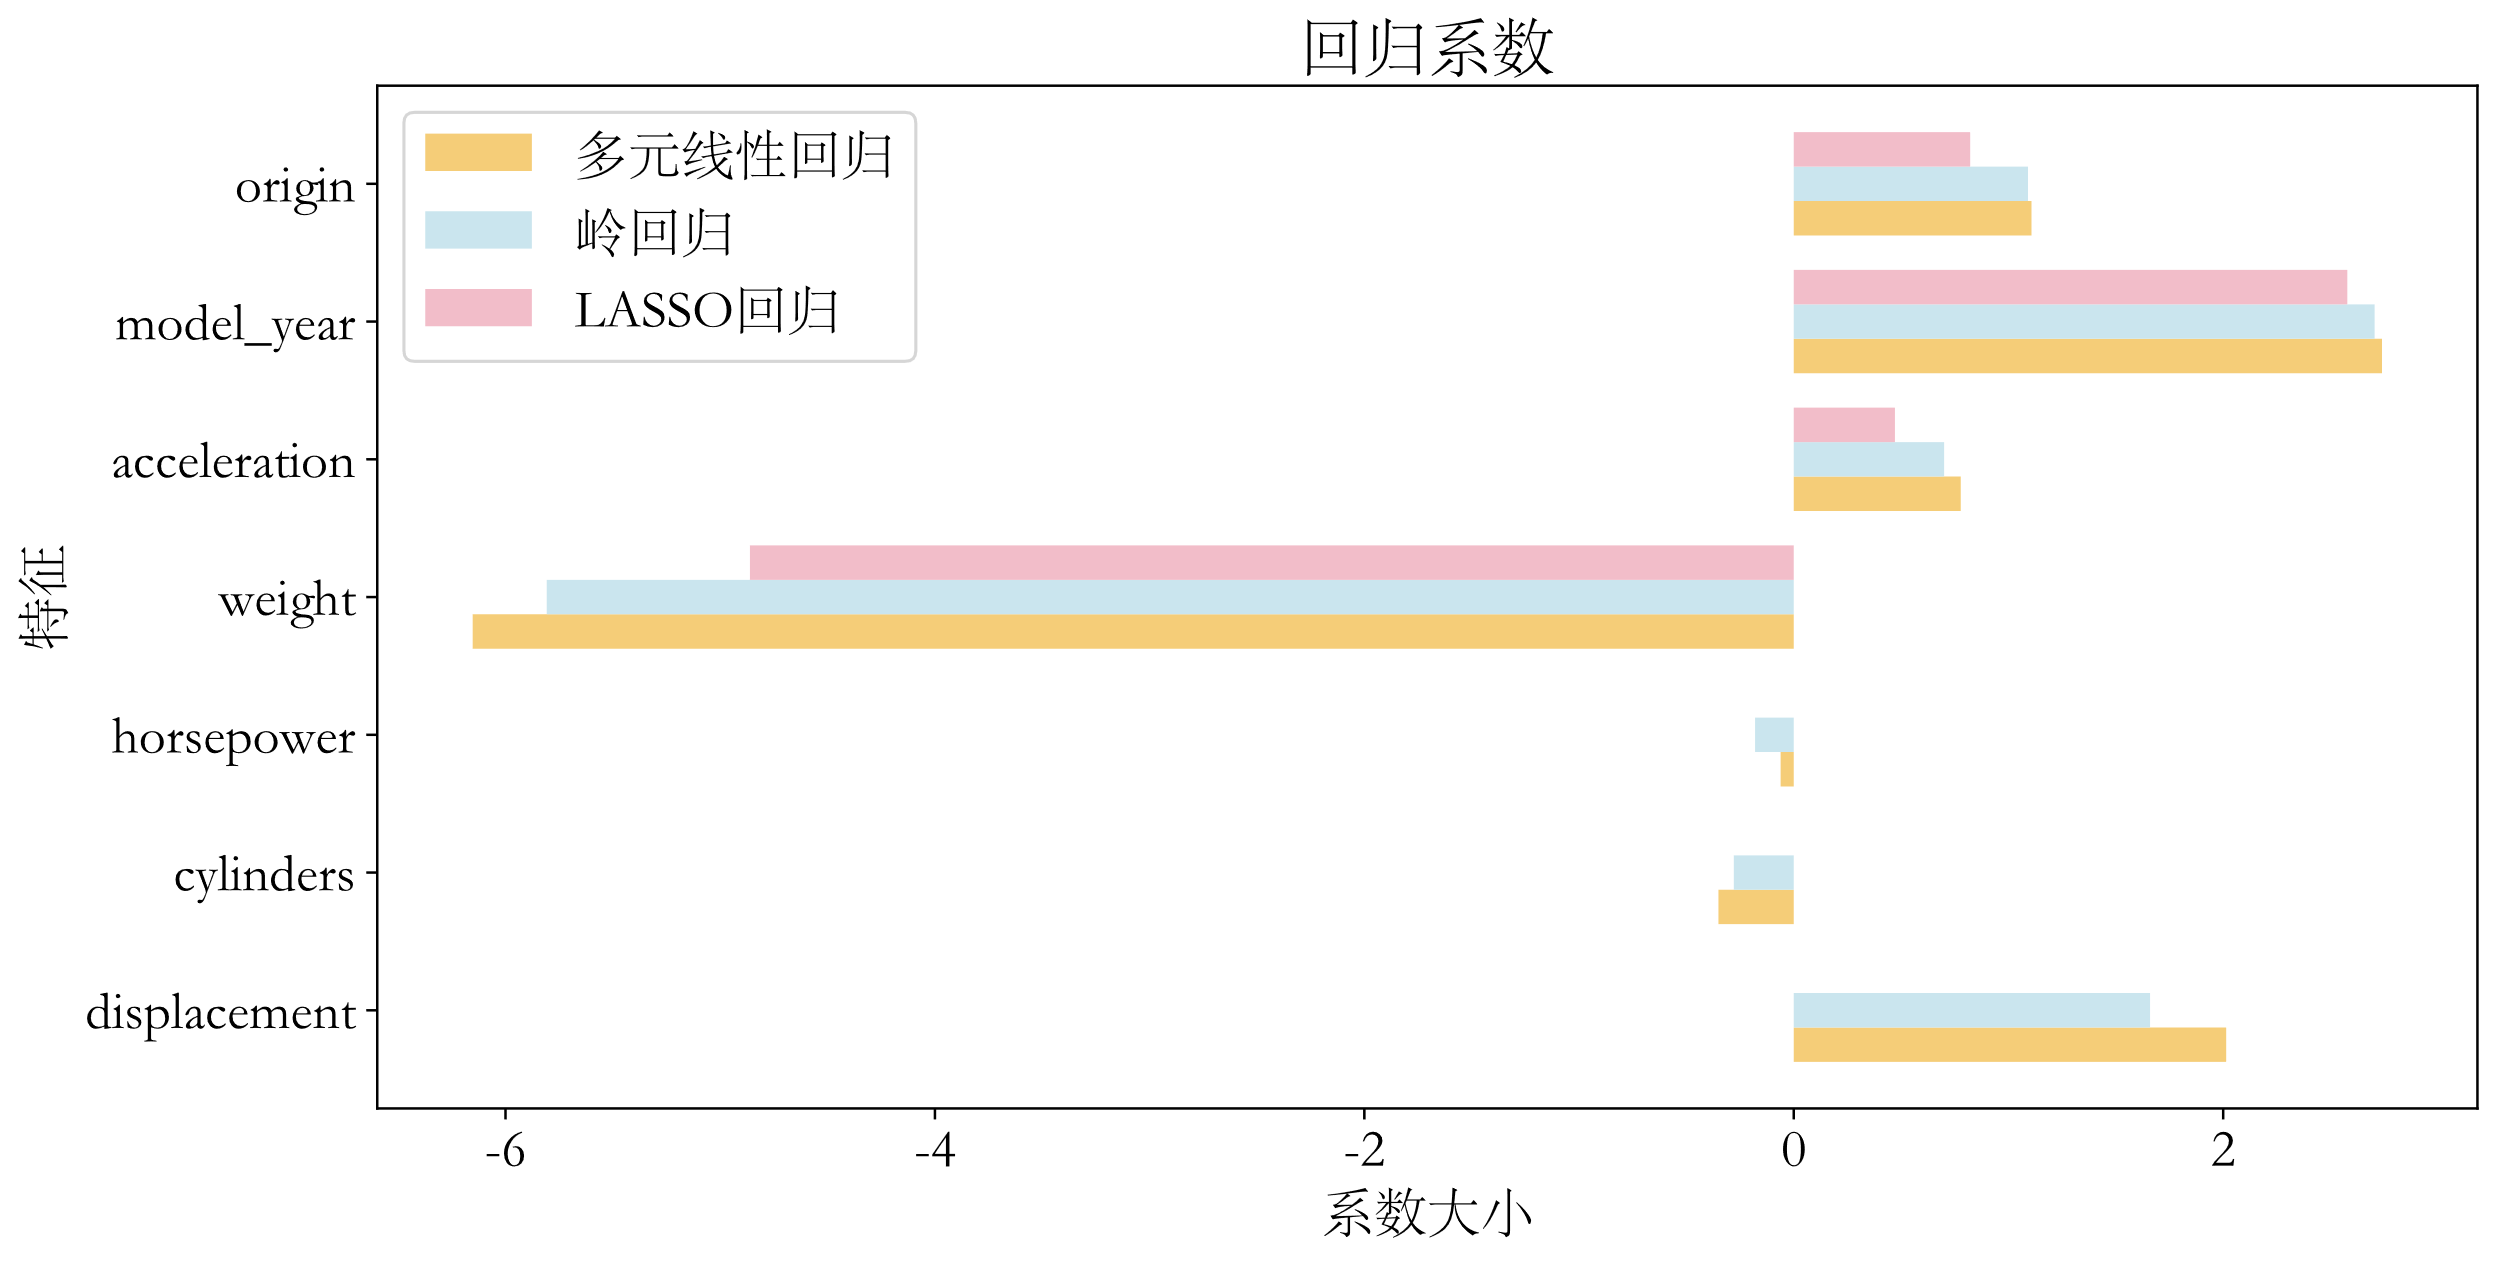 回归系数
多元线性回归
岭回归
LASSO回归
origin
model_year
acceleration
weight
horsepower
cylinders
displacement
特征
-6 -4 -2 0 2
系数大小